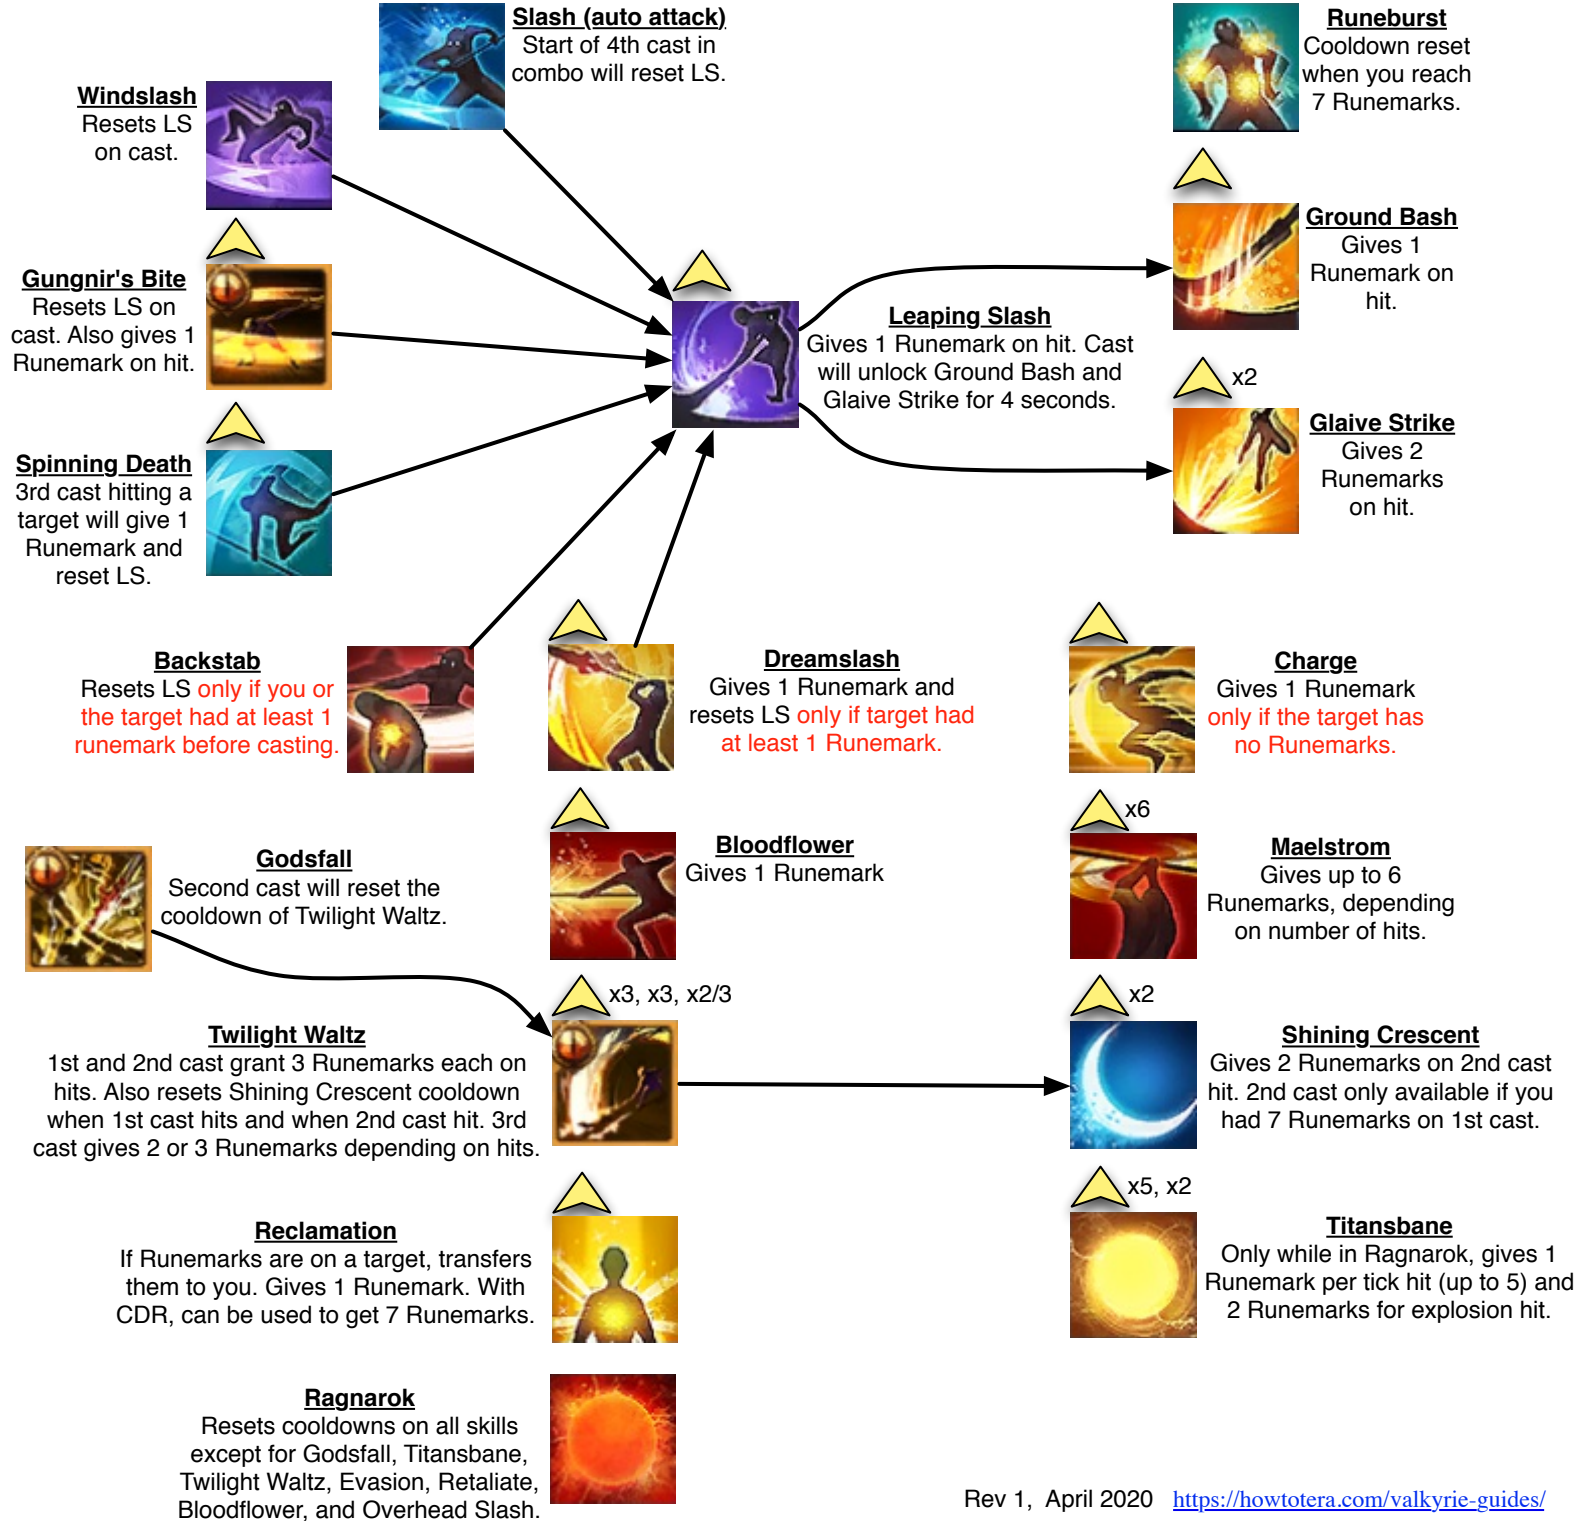 Slash (auto attack)
Start of 4th cast in
combo will reset LS.
Runeburst
Cooldown reset
when you reach
7 Runemarks.
Windslash
Resets LS
on cast.
Gungnir's Bite
Resets LS on
cast. Also gives 1
Runemark on hit.
Ground Bash
Gives 1
Runemark on
hit.
Leaping Slash
Gives 1 Runemark on hit. Cast
will unlock Ground Bash and
Glaive Strike for 4 seconds.
x2
Glaive Strike
Gives 2
Runemarks
on hit.
Spinning Death
3rd cast hitting a
target will give 1
Runemark and
reset LS.
Backstab
Resets LS only if you or
the target had at least 1
runemark before casting.
Dreamslash
Gives 1 Runemark and
resets LS only if target had
at least 1 Runemark.
Charge
Gives 1 Runemark
only if the target has
no Runemarks.
Godsfall
Second cast will reset the
cooldown of Twilight Waltz.
Bloodflower
Gives 1 Runemark
x6
Maelstrom
Gives up to 6
Runemarks, depending
on number of hits.
x3, x3, x2/3
Twilight Waltz
1st and 2nd cast grant 3 Runemarks each on
hits. Also resets Shining Crescent cooldown
when 1st cast hits and when 2nd cast hit. 3rd
cast gives 2 or 3 Runemarks depending on hits.
x2
Shining Crescent
Gives 2 Runemarks on 2nd cast
hit. 2nd cast only available if you
had 7 Runemarks on 1st cast.
Reclamation
If Runemarks are on a target, transfers
them to you. Gives 1 Runemark. With
CDR, can be used to get 7 Runemarks.
x5, x2
Titansbane
Only while in Ragnarok, gives 1
Runemark per tick hit (up to 5) and
2 Runemarks for explosion hit.
Ragnarok
Resets cooldowns on all skills
except for Godsfall, Titansbane,
Twilight Waltz, Evasion, Retaliate,
Bloodflower, and Overhead Slash.
Rev 1, April 2020 https://howtotera.com/valkyrie-guides/